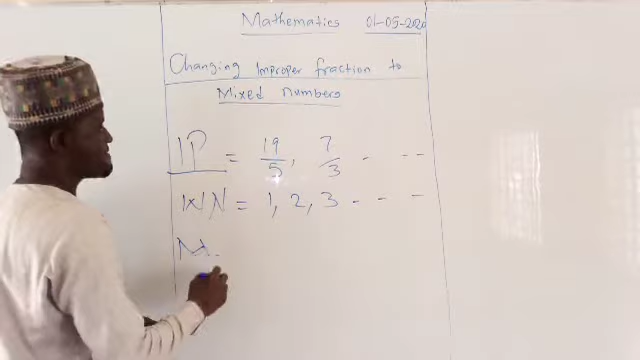 Mathematics 01-05-2020
Changing Improper fraction to
Mixed Numbers
IP = 19/5, 7/3 - - -
WN = 1, 2, 3 - - -
M.